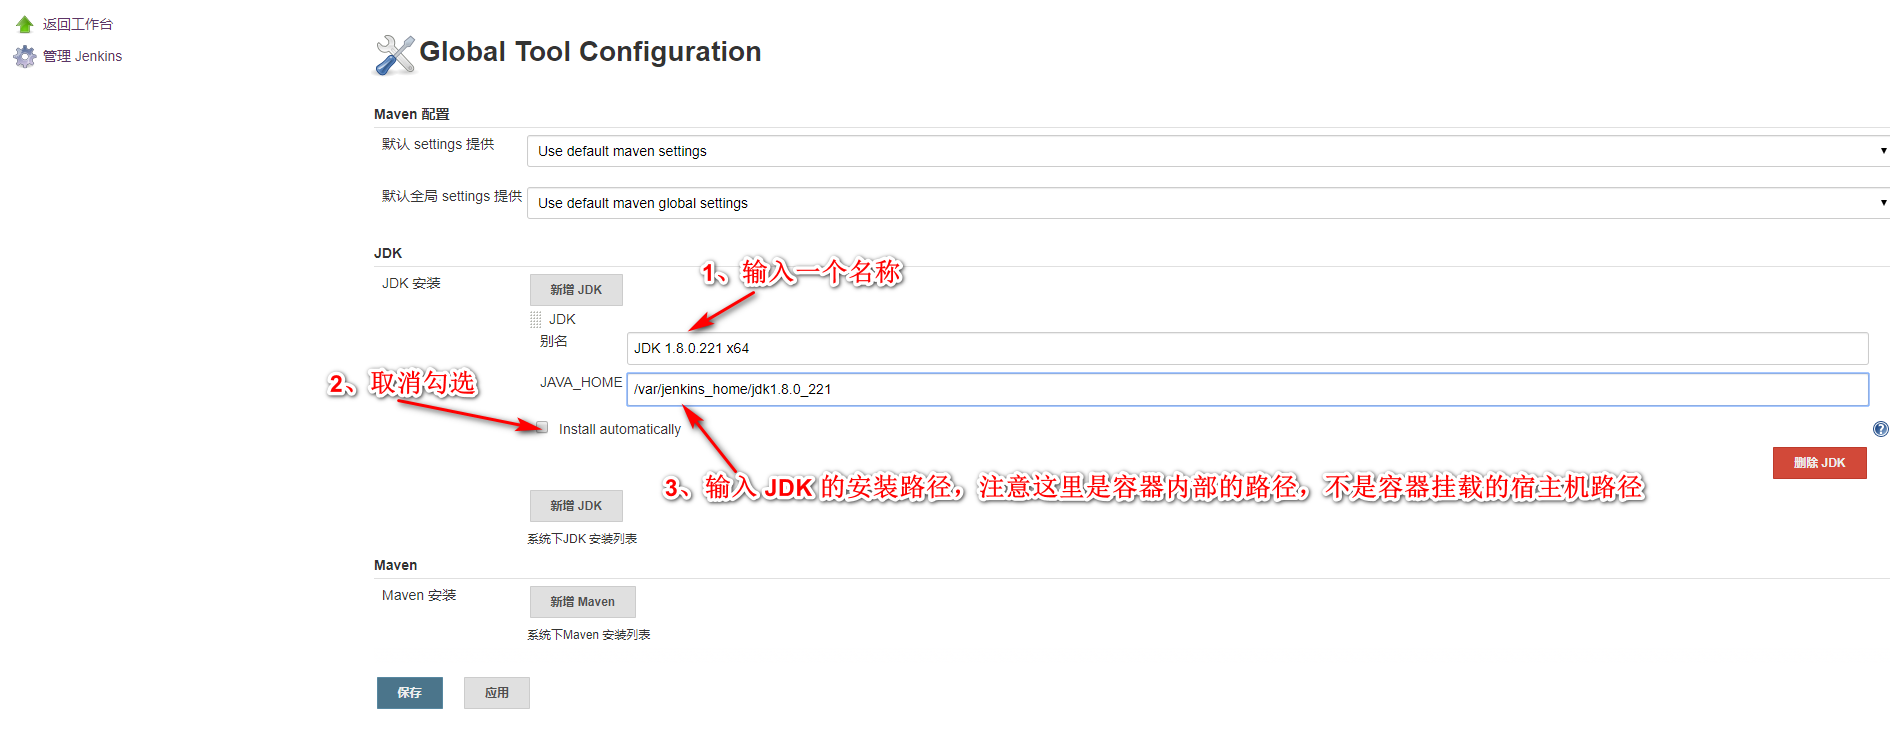 返回工作台
管理 Jenkins
Global Tool Configuration
Maven 配置
默认 settings 提供
Use default maven settings
默认全局 settings 提供
Use default maven global settings
JDK
1、输入一个名称
JDK 安装
新增 JDK
JDK
别名
JDK 1.8.0.221 x64
2、取消勾选
JAVA_HOME
/var/jenkins_home/jdk1.8.0_221
Install automatically
删除 JDK
3、输入 JDK 的安装路径，注意这里是容器内部的路径，不是容器挂载的宿主机路径
新增 JDK
系统下JDK 安装列表
Maven
Maven 安装
新增 Maven
系统下Maven 安装列表
保存
应用